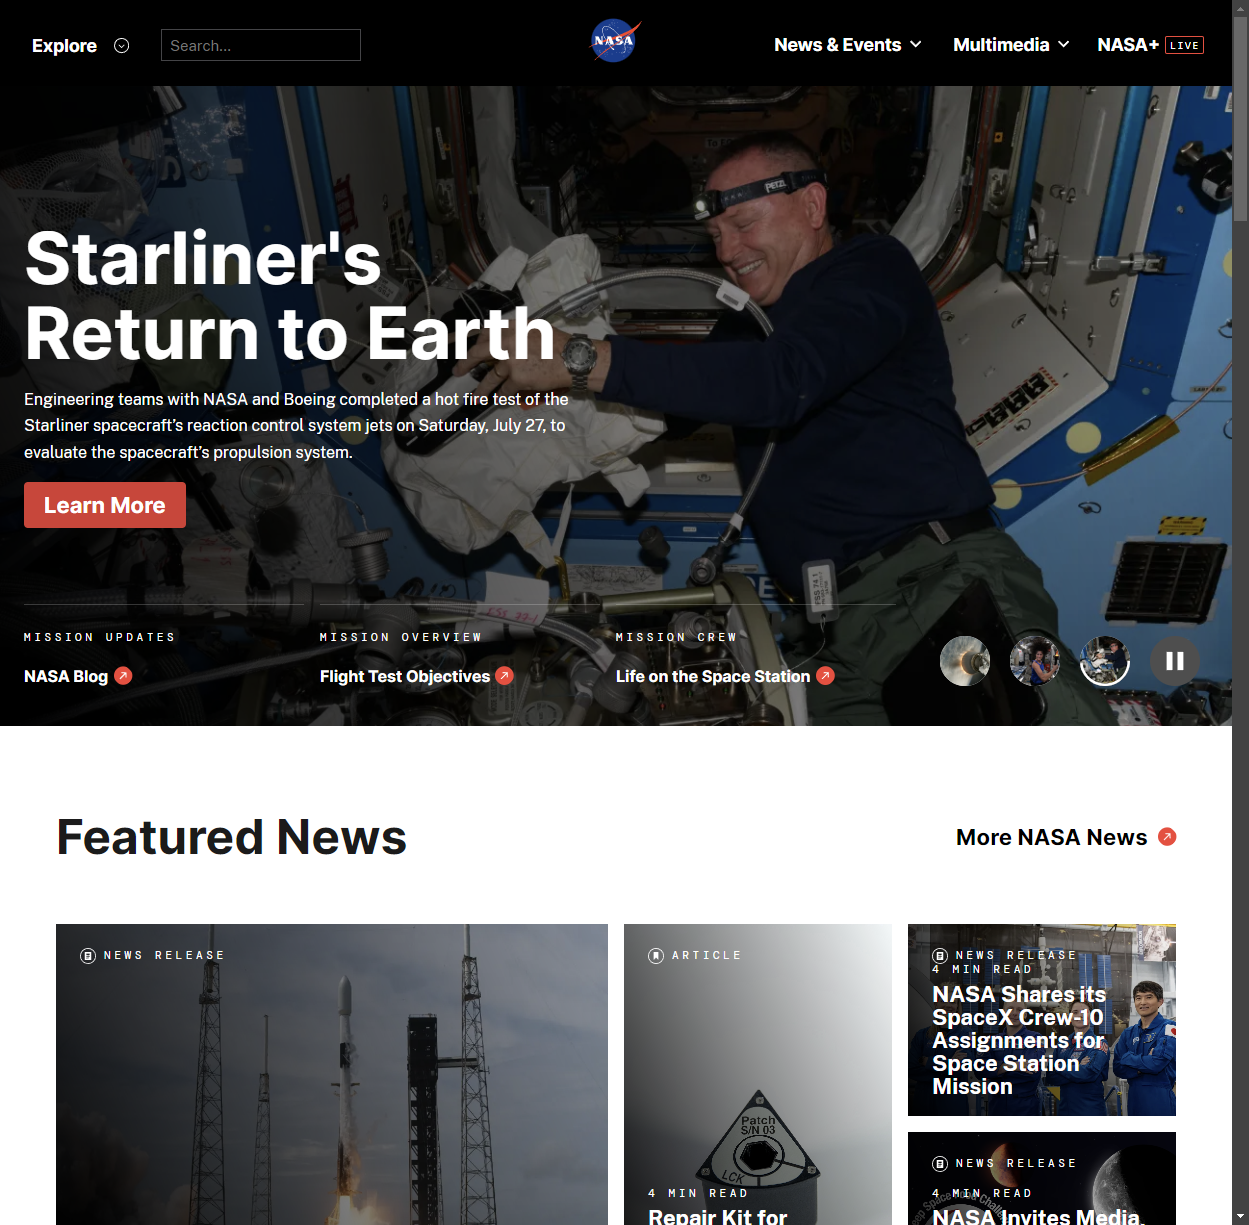 Explore
Search...
NASA
News & Events
Multimedia
NASA+ LIVE
PETZL
Starliner's
Return to Earth
Engineering teams with NASA and Boeing completed a hot fire test of the
Starliner spacecraft's reaction control system jets on Saturday, July 27, to
evaluate the spacecraft's propulsion system.
Learn More
MISSION UPDATES
MISSION OVERVIEW
MISSION CREW
NASA Blog
Flight Test Objectives
Life on the Space Station
Featured News
More NASA News
NEWS RELEASE
ARTICLE
Patch
S/N 03
LCK
4 MIN READ
Repair Kit for
NEWS RELEASE
4 MIN READ
NASA Shares its
SpaceX Crew-10
Assignments for
Space Station
Mission
NEWS RELEASE
4 MIN READ
NASA Invites Media,